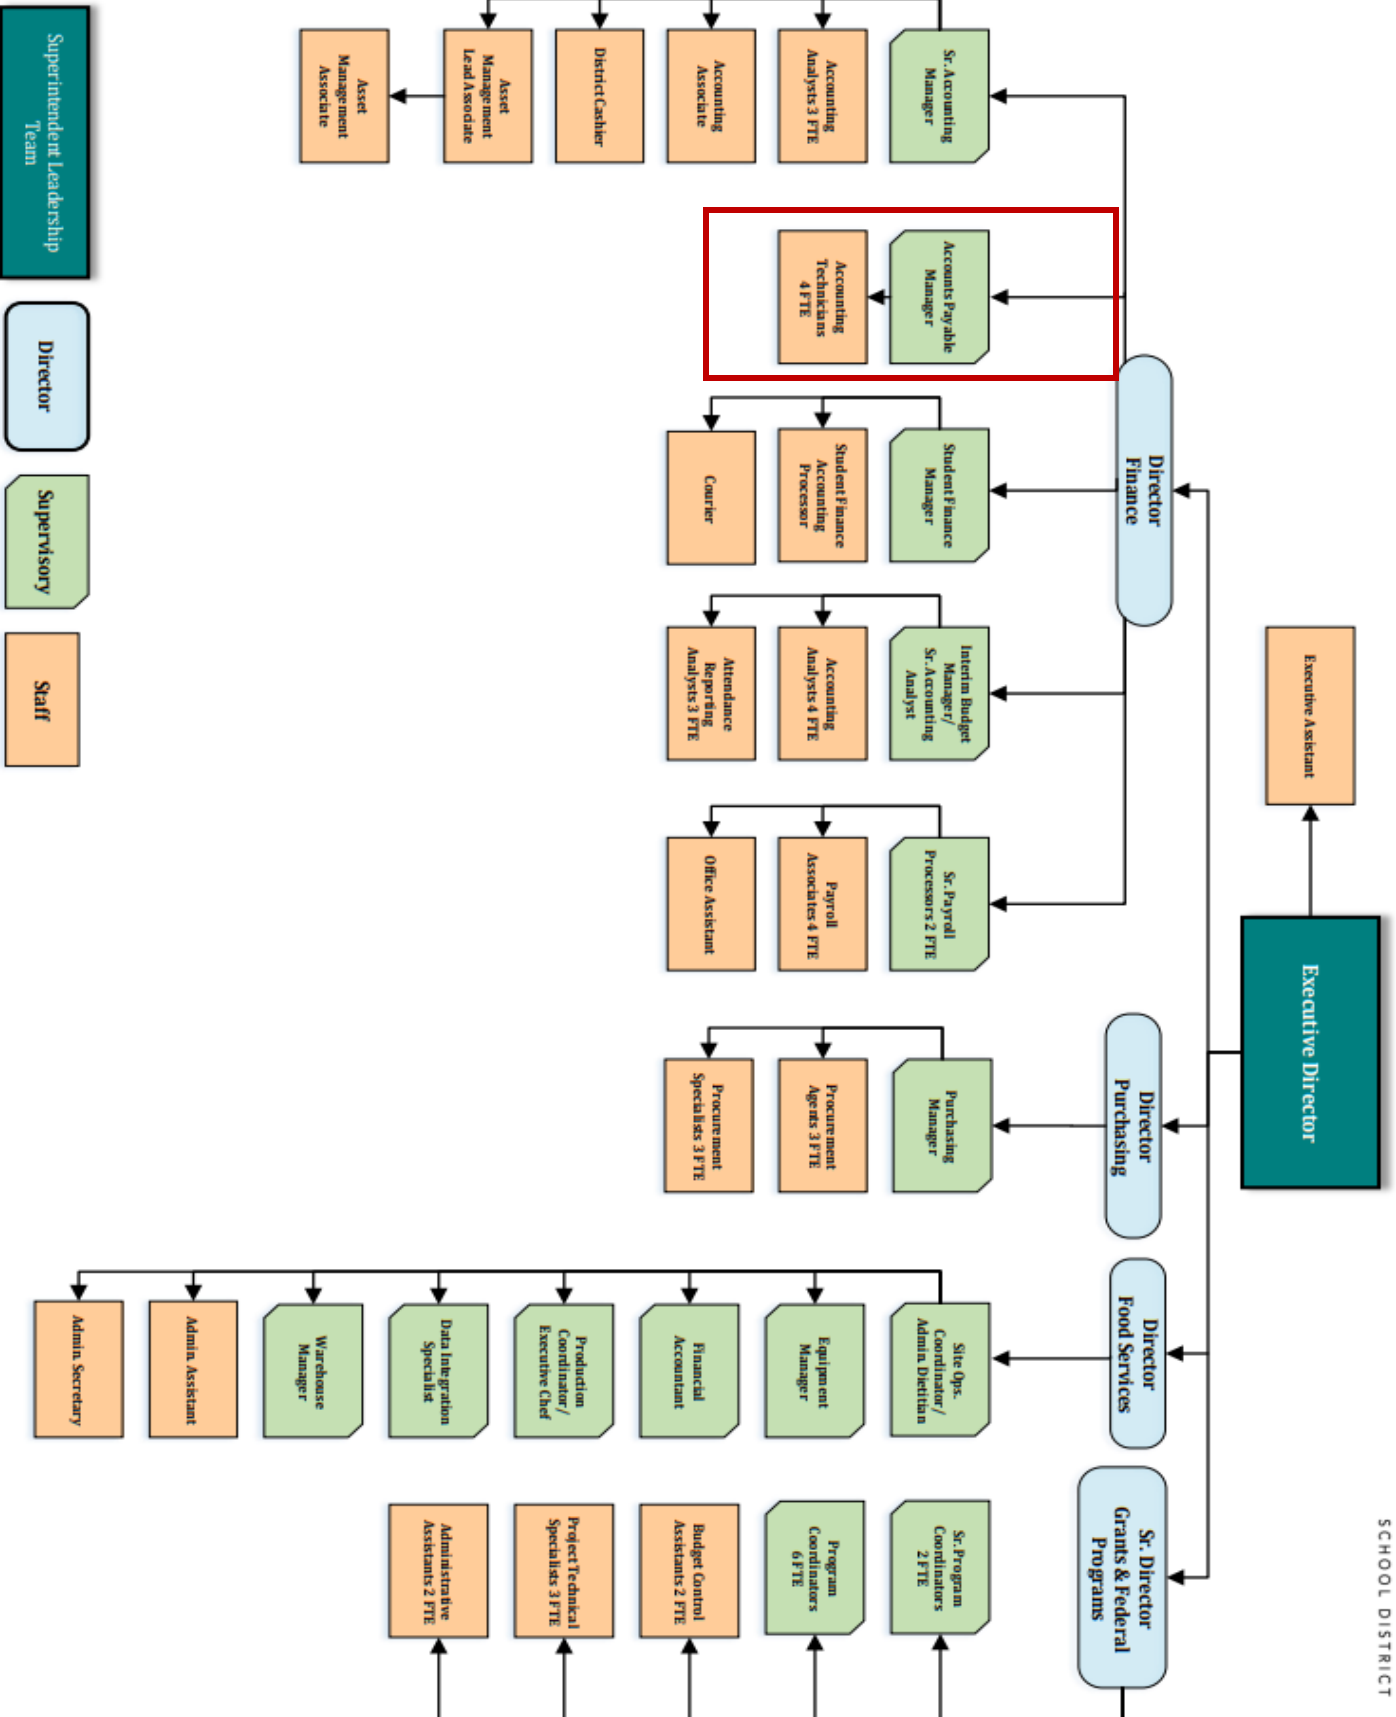 SCHOOL DISTRICT
Executive Director
Executive Assistant
Director
Finance
Director
Purchasing
Director
Food Services
Sr. Director
Grants & Federal
Programs
Sr. Accounting
Manager
Accounting
Analysts 3 FTE
Accounting
Associate
District Cashier
Asset
Management
Lead Associate
Asset
Management
Associate
Accounts Payable
Manager
Accounting
Technicians
4 FTE
Student Finance
Manager
Student Finance
Accounting
Processor
Courier
Interim Budget
Manager/
Sr. Accounting
Analyst
Accounting
Analysts 4 FTE
Attendance
Reporting
Analysts 3 FTE
Sr. Payroll
Processors 2 FTE
Payroll
Associates 4 FTE
Office Assistant
Purchasing
Manager
Procurement
Agents 3 FTE
Procurement
Specialists 3 FTE
Site Ops.
Coordinator/
Admin. Dietitian
Equipment
Manager
Financial
Accountant
Production
Coordinator/
Executive Chef
Data Integration
Specialist
Warehouse
Manager
Admin. Assistant
Admin. Secretary
Sr. Program
Coordinators
2 FTE
Program
Coordinators
6 FTE
Budget Control
Assistants 2 FTE
Project Technical
Specialists 3 FTE
Administrative
Assistants 2 FTE
Superintendent Leadership
Team
Director
Supervisory
Staff